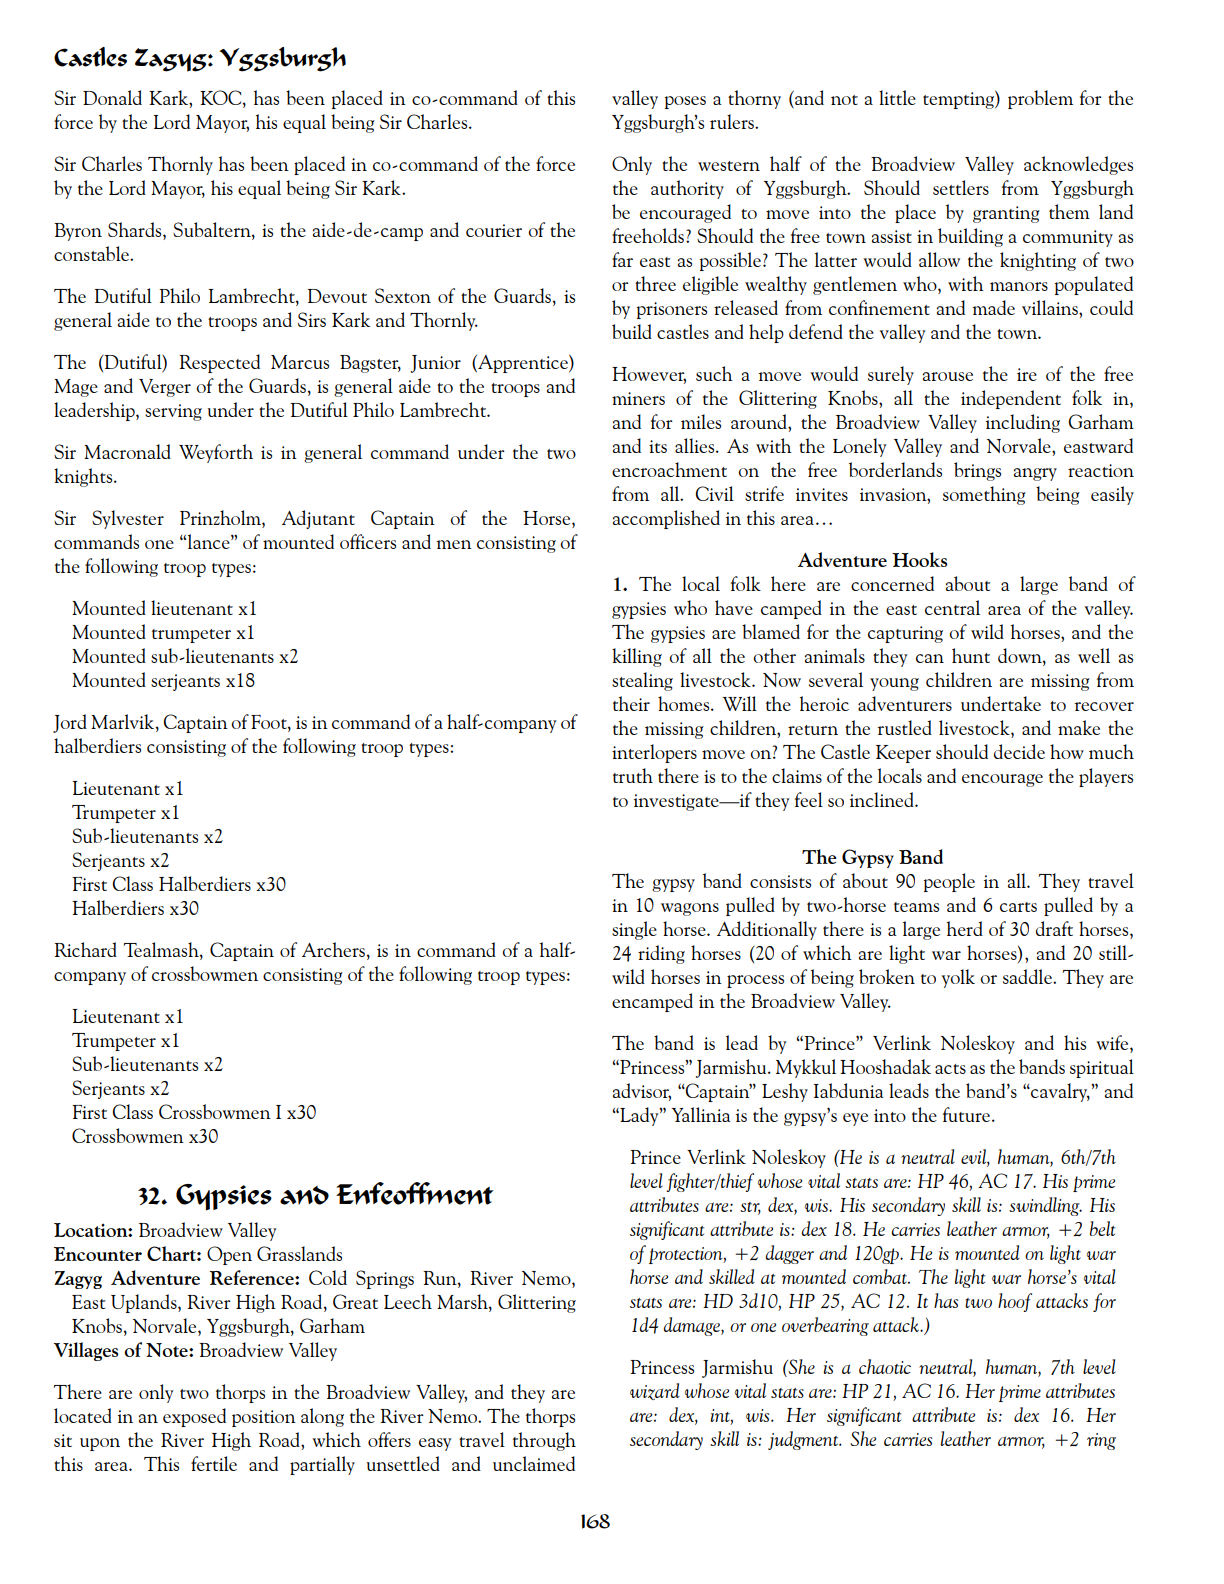 Castles Zagyg: Yggsburgh
Sir Donald Kark, KOC, has been placed in co-command of this
force by the Lord Mayor, his equal being Sir Charles.
Sir Charles Thornly has been placed in co-command of the force
by the Lord Mayor, his equal being Sir Kark.
Byron Shards, Subaltern, is the aide-de-camp and courier of the
constable.
The Dutiful Philo Lambrecht, Devout Sexton of the Guards, is
general aide to the troops and Sirs Kark and Thornly.
The (Dutiful) Respected Marcus Bagster, Junior (Apprentice)
Mage and Verger of the Guards, is general aide to the troops and
leadership, serving under the Dutiful Philo Lambrecht.
Sir Macronald Weyforth is in general command under the two
knights.
Sir Sylvester Prinzholm, Adjutant Captain of the Horse,
commands one “lance” of mounted officers and men consisting of
the following troop types:
Mounted lieutenant x1
Mounted trumpeter x1
Mounted sub-lieutenants x2
Mounted serjeants x18
Jord Marlvik, Captain of Foot, is in command of a half-company of
halberdiers consisting of the following troop types:
Lieutenant x1
Trumpeter x1
Sub-lieutenants x2
Serjeants x2
First Class Halberdiers x30
Halberdiers x30
Richard Tealmash, Captain of Archers, is in command of a half-
company of crossbowmen consisting of the following troop types:
Lieutenant x1
Trumpeter x1
Sub-lieutenants x2
Serjeants x2
First Class Crossbowmen I x30
Crossbowmen x30
32. Gypsies and Enfeoffment
Location: Broadview Valley
Encounter Chart: Open Grasslands
Zagyg Adventure Reference: Cold Springs Run, River Nemo,
East Uplands, River High Road, Great Leech Marsh, Glittering
Knobs, Norvale, Yggsburgh, Garham
Villages of Note: Broadview Valley
There are only two thorps in the Broadview Valley, and they are
located in an exposed position along the River Nemo. The thorps
sit upon the River High Road, which offers easy travel through
this area. This fertile and partially unsettled and unclaimed
valley poses a thorny (and not a little tempting) problem for the
Yggsburgh’s rulers.
Only the western half of the Broadview Valley acknowledges
the authority of Yggsburgh. Should settlers from Yggsburgh
be encouraged to move into the place by granting them land
freeholds? Should the free town assist in building a community as
far east as possible? The latter would allow the knighting of two
or three eligible wealthy gentlemen who, with manors populated
by prisoners released from confinement and made villains, could
build castles and help defend the valley and the town.
However, such a move would surely arouse the ire of the free
miners of the Glittering Knobs, all the independent folk in,
and for miles around, the Broadview Valley including Garham
and its allies. As with the Lonely Valley and Norvale, eastward
encroachment on the free borderlands brings angry reaction
from all. Civil strife invites invasion, something being easily
accomplished in this area…
Adventure Hooks
1. The local folk here are concerned about a large band of
gypsies who have camped in the east central area of the valley.
The gypsies are blamed for the capturing of wild horses, and the
killing of all the other animals they can hunt down, as well as
stealing livestock. Now several young children are missing from
their homes. Will the heroic adventurers undertake to recover
the missing children, return the rustled livestock, and make the
interlopers move on? The Castle Keeper should decide how much
truth there is to the claims of the locals and encourage the players
to investigate—if they feel so inclined.
The Gypsy Band
The gypsy band consists of about 90 people in all. They travel
in 10 wagons pulled by two-horse teams and 6 carts pulled by a
single horse. Additionally there is a large herd of 30 draft horses,
24 riding horses (20 of which are light war horses), and 20 still-
wild horses in process of being broken to yolk or saddle. They are
encamped in the Broadview Valley.
The band is lead by “Prince” Verlink Noleskoy and his wife,
“Princess” Jarmishu. Mykkul Hooshadak acts as the bands spiritual
advisor, “Captain” Leshy Iabdunia leads the band’s “cavalry,” and
“Lady” Yallinia is the gypsy’s eye into the future.
Prince Verlink Noleskoy (He is a neutral evil, human, 6th/7th
level fighter/thief whose vital stats are: HP 46, AC 17. His prime
attributes are: str, dex, wis. His secondary skill is: swindling. His
significant attribute is: dex 18. He carries leather armor, +2 belt
of protection, +2 dagger and 120gp. He is mounted on light war
horse and skilled at mounted combat. The light war horse’s vital
stats are: HD 3d10, HP 25, AC 12. It has two hoof attacks for
1d4 damage, or one overbearing attack.)
Princess Jarmishu (She is a chaotic neutral, human, 7th level
wizard whose vital stats are: HP 21, AC 16. Her prime attributes
are: dex, int, wis. Her significant attribute is: dex 16. Her
secondary skill is: judgment. She carries leather armor, +2 ring
168